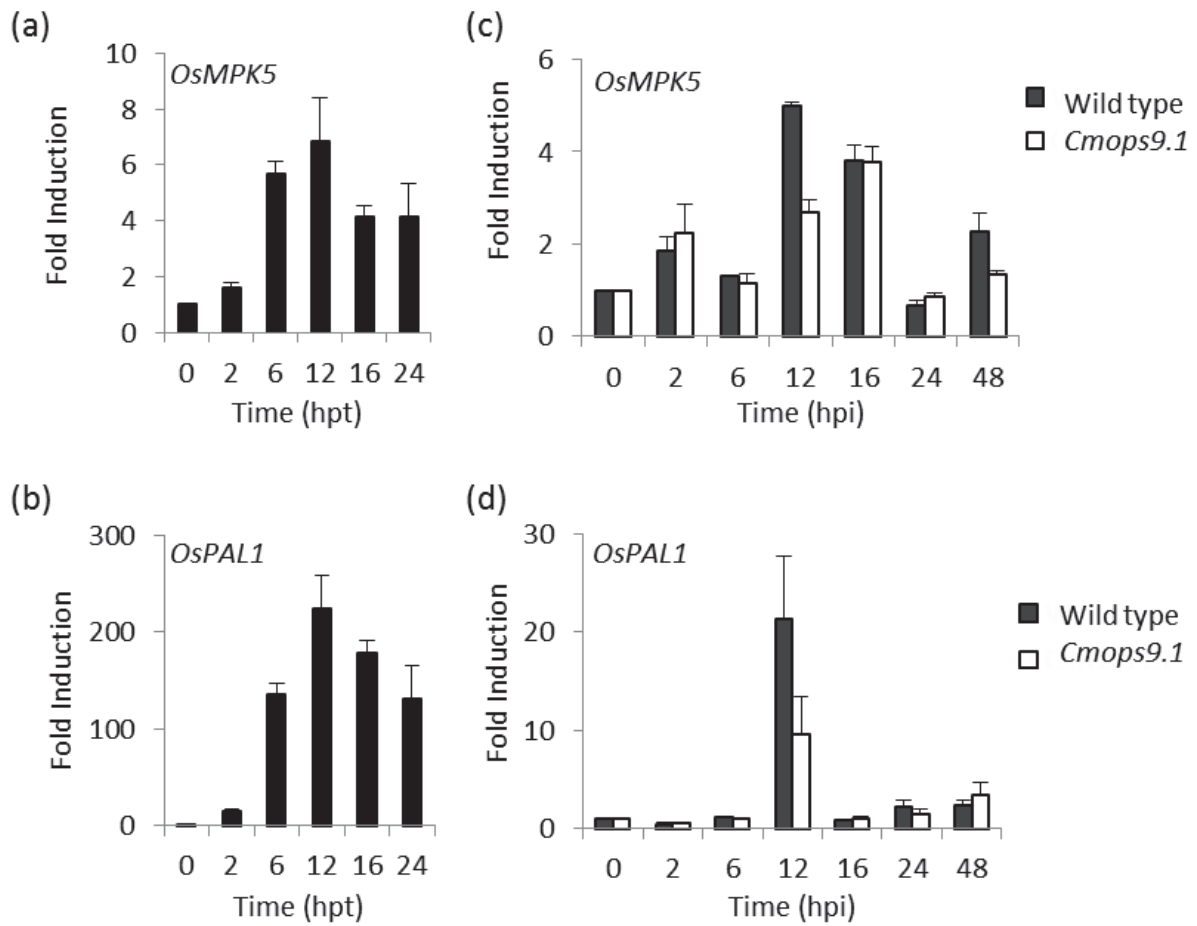 (a)
OsMPK5
10
8
6
4
2
0
Fold Induction
0 2 6 12 16 24
Time (hpt)
(c)
OsMPK5
6
4
2
0
Fold Induction
0 2 6 12 16 24 48
Time (hpi)
Wild type
Cmops9.1
(b)
OsPAL1
300
200
100
0
Fold Induction
0 2 6 12 16 24
Time (hpt)
(d)
OsPAL1
30
20
10
0
Fold Induction
0 2 6 12 16 24 48
Time (hpi)
Wild type
Cmops9.1